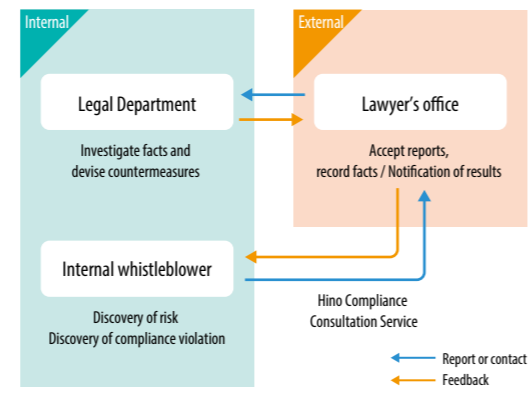 Internal
External
Legal Department
Lawyer's office
Investigate facts and
devise countermeasures
Accept reports,
record facts / Notification of results
Internal whistleblower
Discovery of risk
Discovery of compliance violation
Hino Compliance
Consultation Service
Report or contact
Feedback